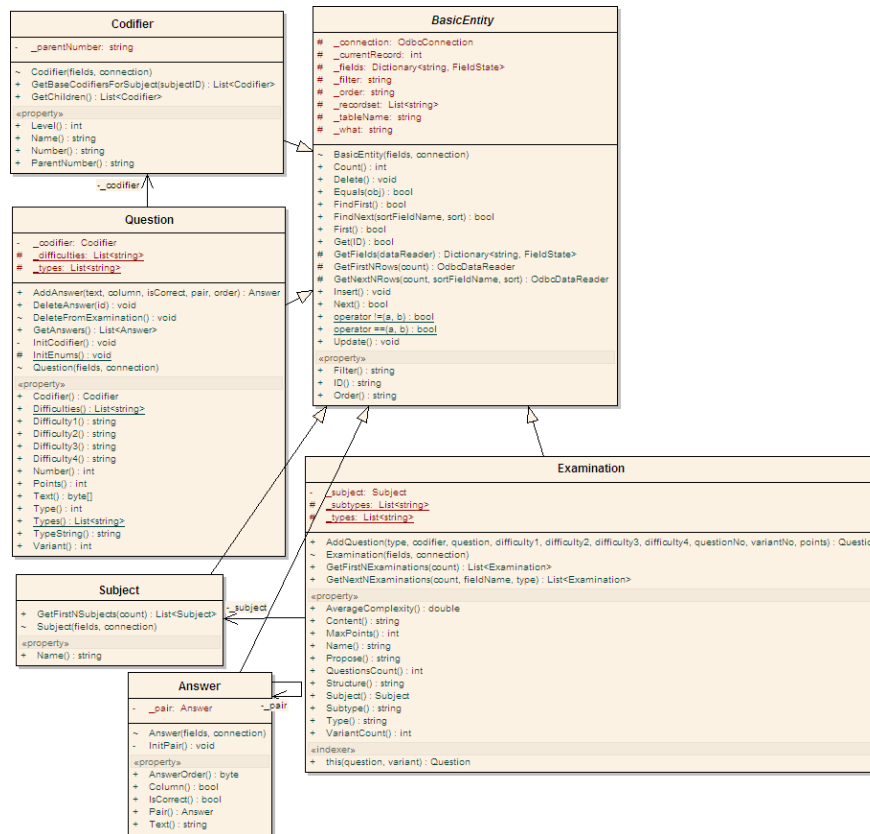 Codifier
- _parentNumber: string
~ Codifier(fields, connection)
+ GetBaseCodifiersForSubject(subjectID) : List<Codifier>
+ GetChildren() : List<Codifier>
«property»
+ Level() : int
+ Name() : string
+ Number() : string
+ ParentNumber() : string
-_codifier
BasicEntity
# _connection: OdbcConnection
# _currentRecord: int
# _fields: Dictionary<string, FieldState>
# _filter: string
# _order: string
# _recordset: List<string>
# _tableName: string
# _what: string
~ BasicEntity(fields, connection)
+ Count() : int
+ Delete() : void
+ Equals(obj) : bool
+ FindFirst() : bool
+ FindNext(sortFieldName, sort) : bool
+ First() : bool
+ Get(ID) : bool
# GetFields(dataReader) : Dictionary<string, FieldState>
# GetFirstNRows(count) : OdbcDataReader
# GetNextNRows(count, sortFieldName, sort) : OdbcDataReader
+ Insert() : void
+ Next() : bool
+ operator !=(a, b) : bool
+ operator ==(a, b) : bool
+ Update() : void
«property»
+ Filter() : string
+ ID() : string
+ Order() : string
Question
- _codifier: Codifier
# _difficulties: List<string>
# _types: List<string>
+ AddAnswer(text, column, isCorrect, pair, order) : Answer
+ DeleteAnswer(id) : void
~ DeleteFromExamination() : void
+ GetAnswers() : List<Answer>
- InitCodifier() : void
# InitEnums() : void
~ Question(fields, connection)
«property»
+ Codifier() : Codifier
+ Difficulties() : List<string>
+ Difficulty1() : string
+ Difficulty2() : string
+ Difficulty3() : string
+ Difficulty4() : string
+ Number() : int
+ Points() : int
+ Text() : byte[]
+ Type() : int
+ Types() : List<string>
+ TypeString() : string
+ Variant() : int
Examination
- _subject: Subject
# _subtypes: List<string>
# _types: List<string>
+ AddQuestion(type, codifier, question, difficulty1, difficulty2, difficulty3, difficulty4, questionNo, variantNo, points) : Questi
~ Examination(fields, connection)
+ GetFirstNExaminations(count) : List<Examination>
+ GetNextNExaminations(count, fieldName, type) : List<Examination>
«property»
+ AverageComplexity() : double
+ Content() : string
+ MaxPoints() : int
+ Name() : string
+ Propose() : string
+ QuestionsCount() : int
+ Structure() : string
+ Subject() : Subject
+ Subtype() : string
+ Type() : string
+ VariantCount() : int
«indexer»
+ this(question, variant) : Question
Subject
+ GetFirstNSubjects(count) : List<Subject>
~ Subject(fields, connection)
«property»
+ Name() : string
-_subject
Answer
- _pair: Answer
~ Answer(fields, connection)
- InitPair() : void
«property»
+ AnswerOrder() : byte
+ Column() : bool
+ IsCorrect() : bool
+ Pair() : Answer
+ Text() : string
-_pair